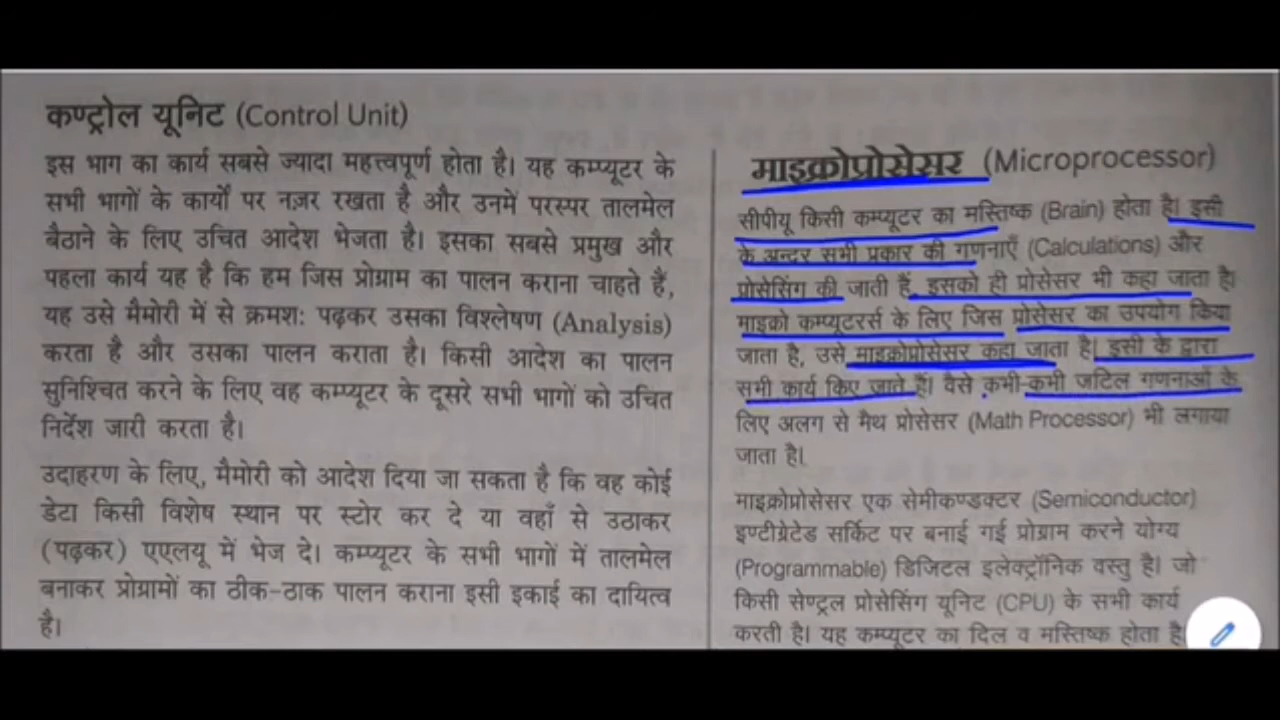 कण्ट्रोल यूनिट (Control Unit)
इस भाग का कार्य सबसे ज्यादा महत्त्वपूर्ण होता है। यह कम्प्यूटर के
सभी भागों के कार्यों पर नज़र रखता है और उनमें परस्पर तालमेल
बैठाने के लिए उचित आदेश भेजता है। इसका सबसे प्रमुख और
पहला कार्य यह है कि हम जिस प्रोग्राम का पालन कराना चाहते हैं,
यह उसे मैमोरी में से क्रमश: पढ़कर उसका विश्लेषण (Analysis)
करता है और उसका पालन कराता है। किसी आदेश का पालन
सुनिश्चित करने के लिए वह कम्प्यूटर के दूसरे सभी भागों को उचित
निर्देश जारी करता है।
उदाहरण के लिए, मैमोरी को आदेश दिया जा सकता है कि वह कोई
डेटा किसी विशेष स्थान पर स्टोर कर दे या वहाँ से उठाकर
(पढ़कर) एएलयू में भेज दे। कम्प्यूटर के सभी भागों में तालमेल
बनाकर प्रोग्रामों का ठीक-ठाक पालन कराना इसी इकाई का दायित्व
है।
माइक्रोप्रोसेसर (Microprocessor)
सीपीयू किसी कम्प्यूटर का मस्तिष्क (Brain) होता है। इसी
के अन्दर सभी प्रकार की गणनाएँ (Calculations) और
प्रोसेसिंग की जाती हैं, इसको ही प्रोसेसर भी कहा जाता है।
माइक्रो कम्प्यूटरर्स के लिए जिस प्रोसेसर का उपयोग किया
जाता है, उसे माइक्रोप्रोसेसर कहा जाता है। इसी के द्वारा
सभी कार्य किए जाते हैं। वैसे कभी-कभी जटिल गणनाओं के
लिए अलग से मैथ प्रोसेसर (Math Processor) भी लगाया
जाता है।
माइक्रोप्रोसेसर एक सेमीकण्डक्टर (Semiconductor)
इण्टीग्रेटेड सर्किट पर बनाई गई प्रोग्राम करने योग्य
(Programmable) डिजिटल इलेक्ट्रॉनिक वस्तु है। जो
किसी सेण्ट्रल प्रोसेसिंग यूनिट (CPU) के सभी कार्य
करती है। यह कम्प्यूटर का दिल व मस्तिष्क होता है